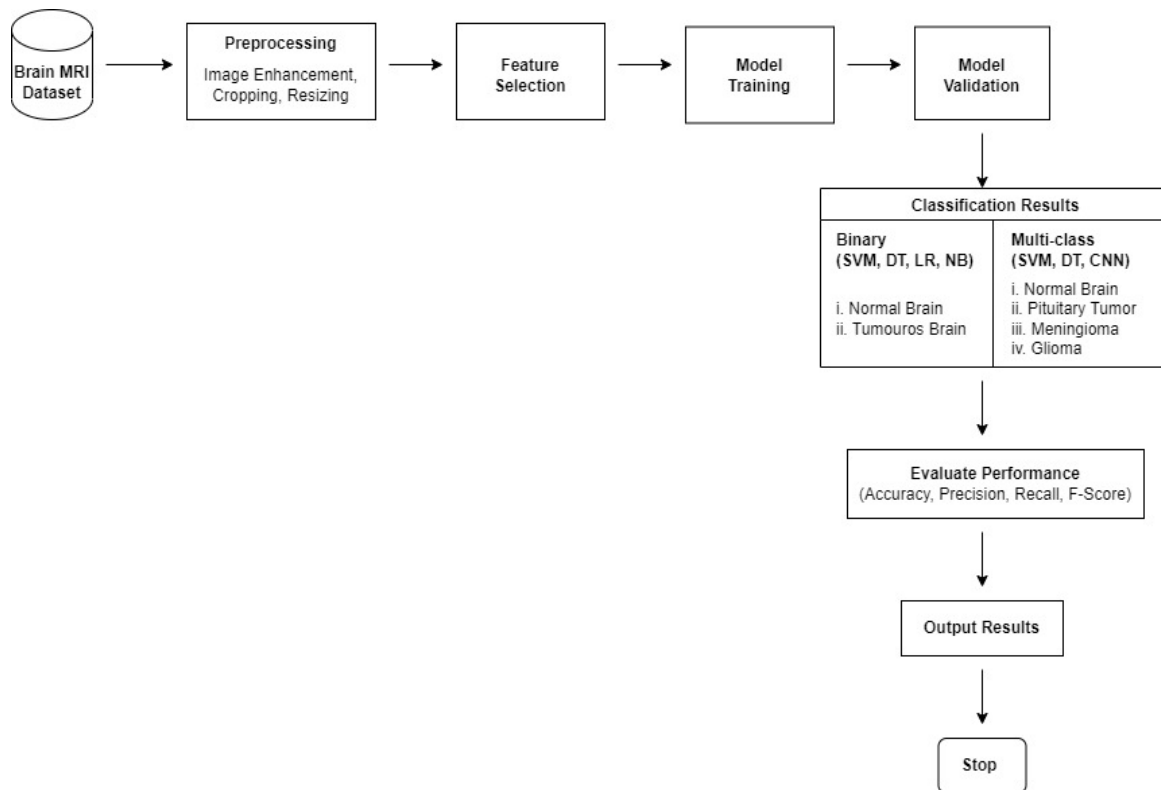 Brain MRI
Dataset
Preprocessing
Image Enhancement,
Cropping, Resizing
Feature
Selection
Model
Training
Model
Validation
Classification Results
Binary
(SVM, DT, LR, NB)
i. Normal Brain
ii. Tumouros Brain
Multi-class
(SVM, DT, CNN)
i. Normal Brain
ii. Pituitary Tumor
iii. Meningioma
iv. Glioma
Evaluate Performance
(Accuracy, Precision, Recall, F-Score)
Output Results
Stop